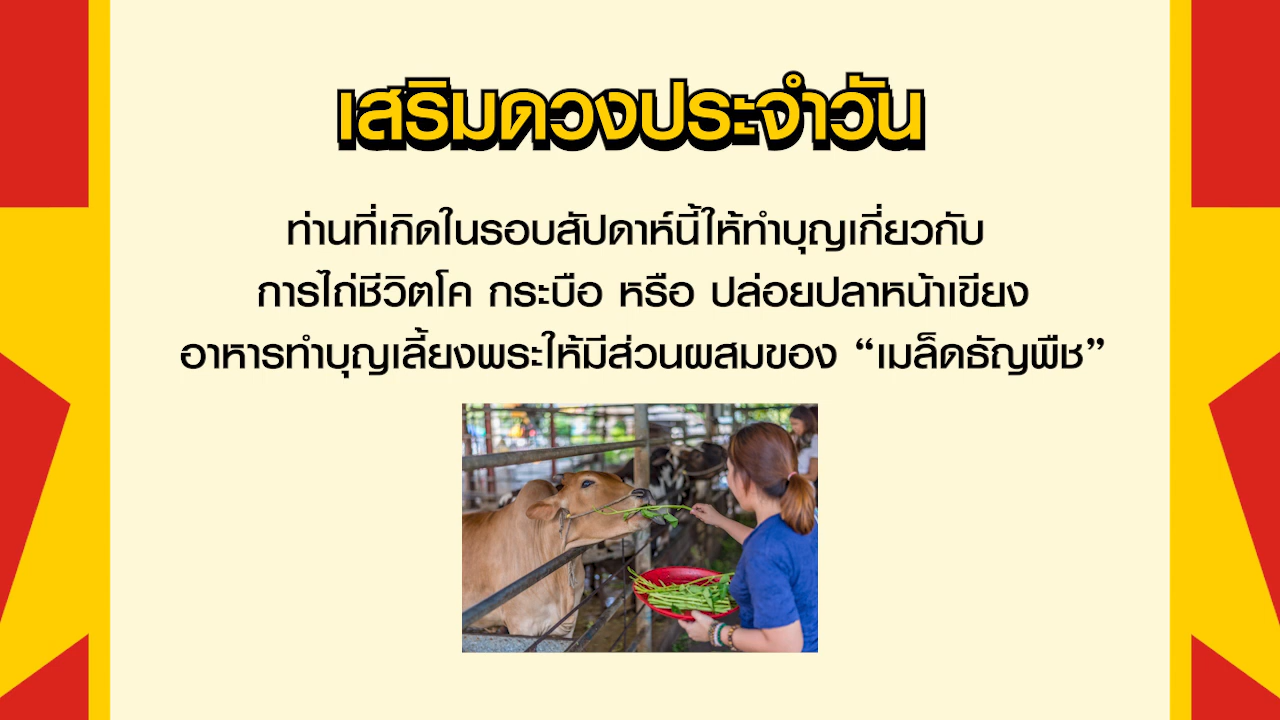 เสริมดวงประจำวัน
ท่านที่เกิดในรอบสัปดาห์นี้ให้ทำบุญเกี่ยวกับ
การไถ่ชีวิตโค กระบือ หรือ ปล่อยปลาหน้าเขียง
อาหารทำบุญเลี้ยงพระให้มีส่วนผสมของ “เมล็ดธัญพืช”